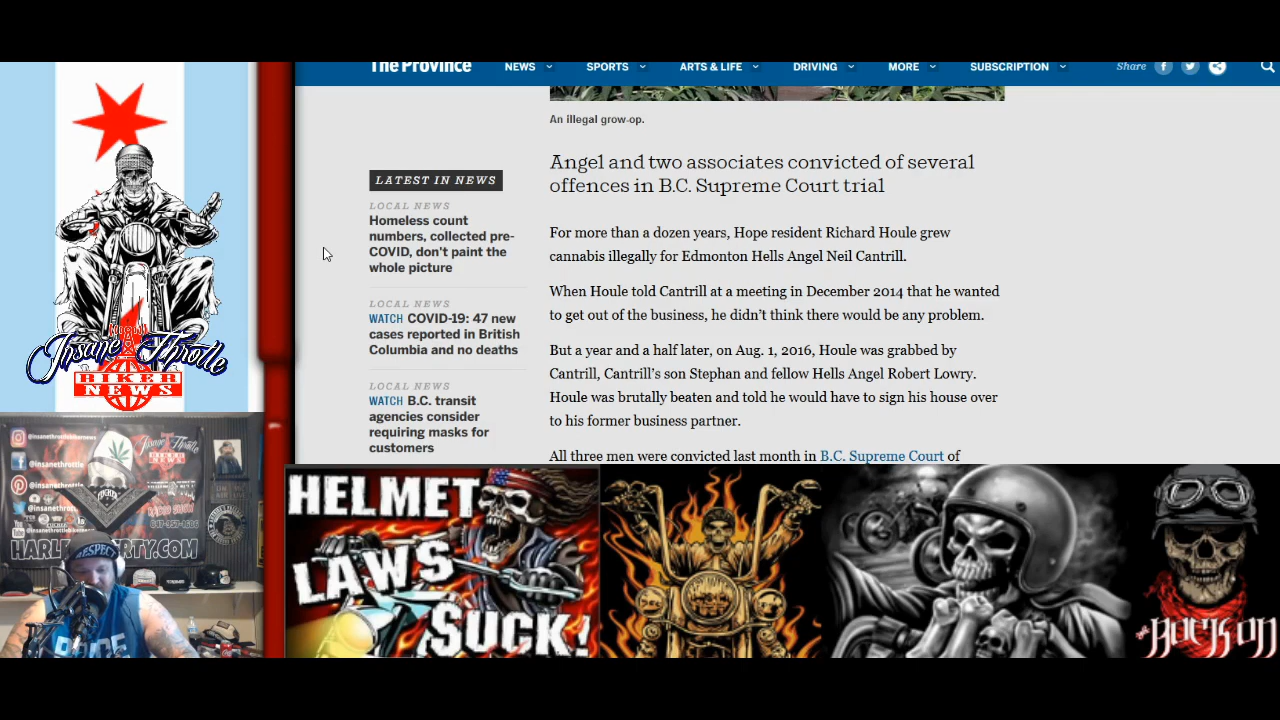 The Province
NEWS
SPORTS
ARTS & LIFE
DRIVING
MORE
SUBSCRIPTION
Share
An illegal grow-op.
Angel and two associates convicted of several
offences in B.C. Supreme Court trial
LATEST IN NEWS
LOCAL NEWS
Homeless count
numbers, collected pre-
COVID, don't paint the
whole picture
LOCAL NEWS
WATCH COVID-19: 47 new
cases reported in British
Columbia and no deaths
LOCAL NEWS
WATCH B.C. transit
agencies consider
requiring masks for
customers
For more than a dozen years, Hope resident Richard Houle grew
cannabis illegally for Edmonton Hells Angel Neil Cantrill.
When Houle told Cantrill at a meeting in December 2014 that he wanted
to get out of the business, he didn't think there would be any problem.
But a year and a half later, on Aug. 1, 2016, Houle was grabbed by
Cantrill, Cantrill's son Stephan and fellow Hells Angel Robert Lowry.
Houle was brutally beaten and told he would have to sign his house over
to his former business partner.
All three men were convicted last month in B.C. Supreme Court of
Insane Throttle
BIKER
NEWS
@insanethrottlebikernews
@insanethrottle
RESPECT
HELMET
LAWS
SUCK!
ROCK ON